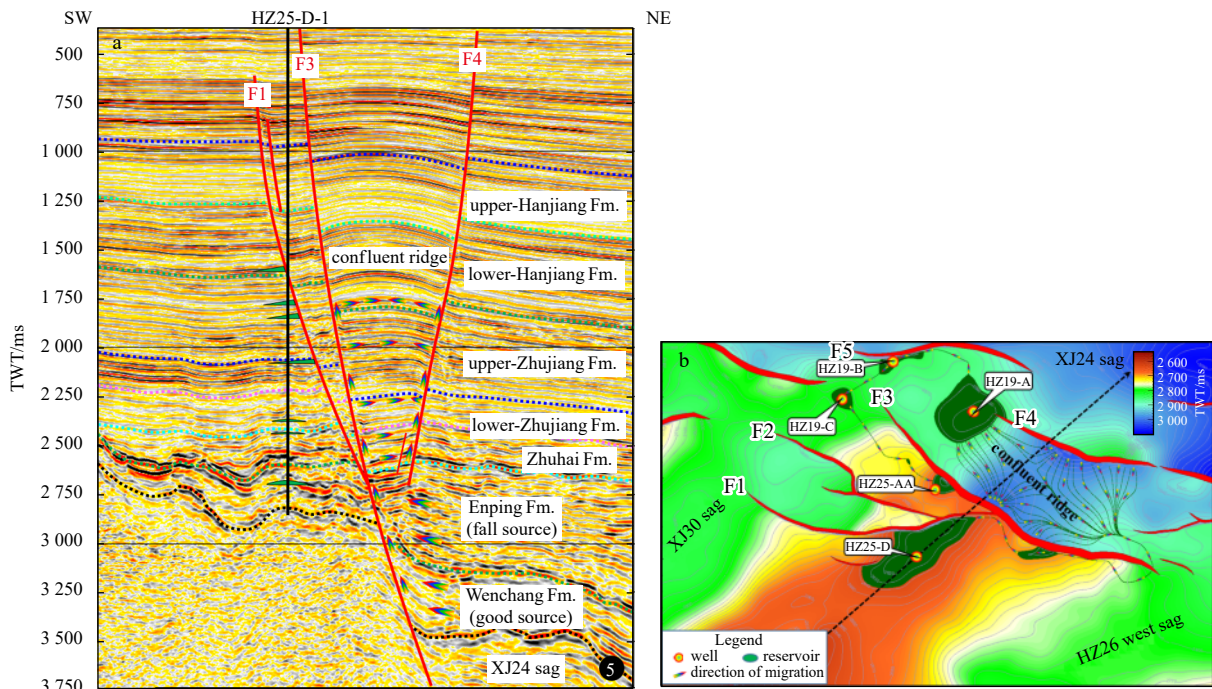 SW
HZ25-D-1
NE
a
F1
F3
F4
500
750
1 000
1 250
1 500
1 750
2 000
2 250
2 500
2 750
3 000
3 250
3 500
3 750
TWT/ms
upper-Hanjiang Fm.
confluent ridge
lower-Hanjiang Fm.
upper-Zhujiang Fm.
lower-Zhujiang Fm.
Zhuhai Fm.
Enping Fm.
(fall source)
Wenchang Fm.
(good source)
XJ24 sag
5
b
F5
HZ19-B
HZ19-A
XJ24 sag
2 600
2 700
2 800
2 900
3 000
TWT/ms
HZ19-C
F3
F4
F2
confluent ridge
F1
HZ25-AA
XJ30 sag
HZ25-D
HZ26 west sag
Legend
well
reservoir
direction of migration